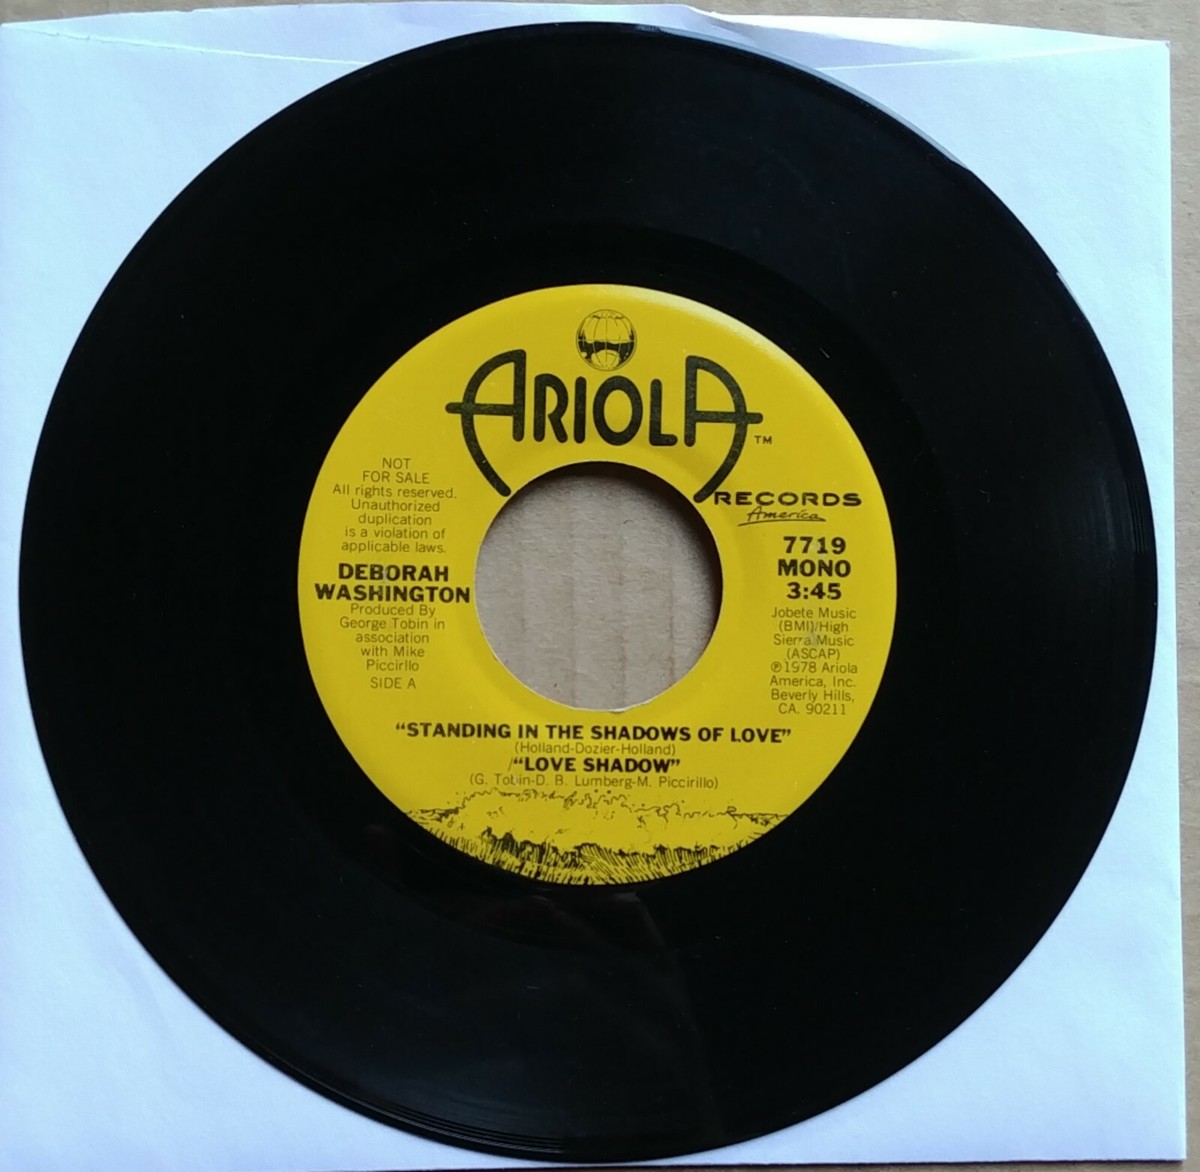 ARIOLA™
RECORDS
America
NOT
FOR SALE
All rights reserved.
Unauthorized
duplication
is a violation of
applicable laws.
DEBORAH
WASHINGTON
Produced By
George Tobin in
association
with Mike
Piccirllo
SIDE A
7719
MONO
3:45
Jobete Music
(BMI)/High
Sierra Music
(ASCAP)
℗1978 Ariola
America, Inc.
Beverly Hills,
CA. 90211
“STANDING IN THE SHADOWS OF LOVE”
(Holland-Dozier-Holland)
/“LOVE SHADOW”
(G. Tobin-D. B. Lumberg-M. Piccirillo)